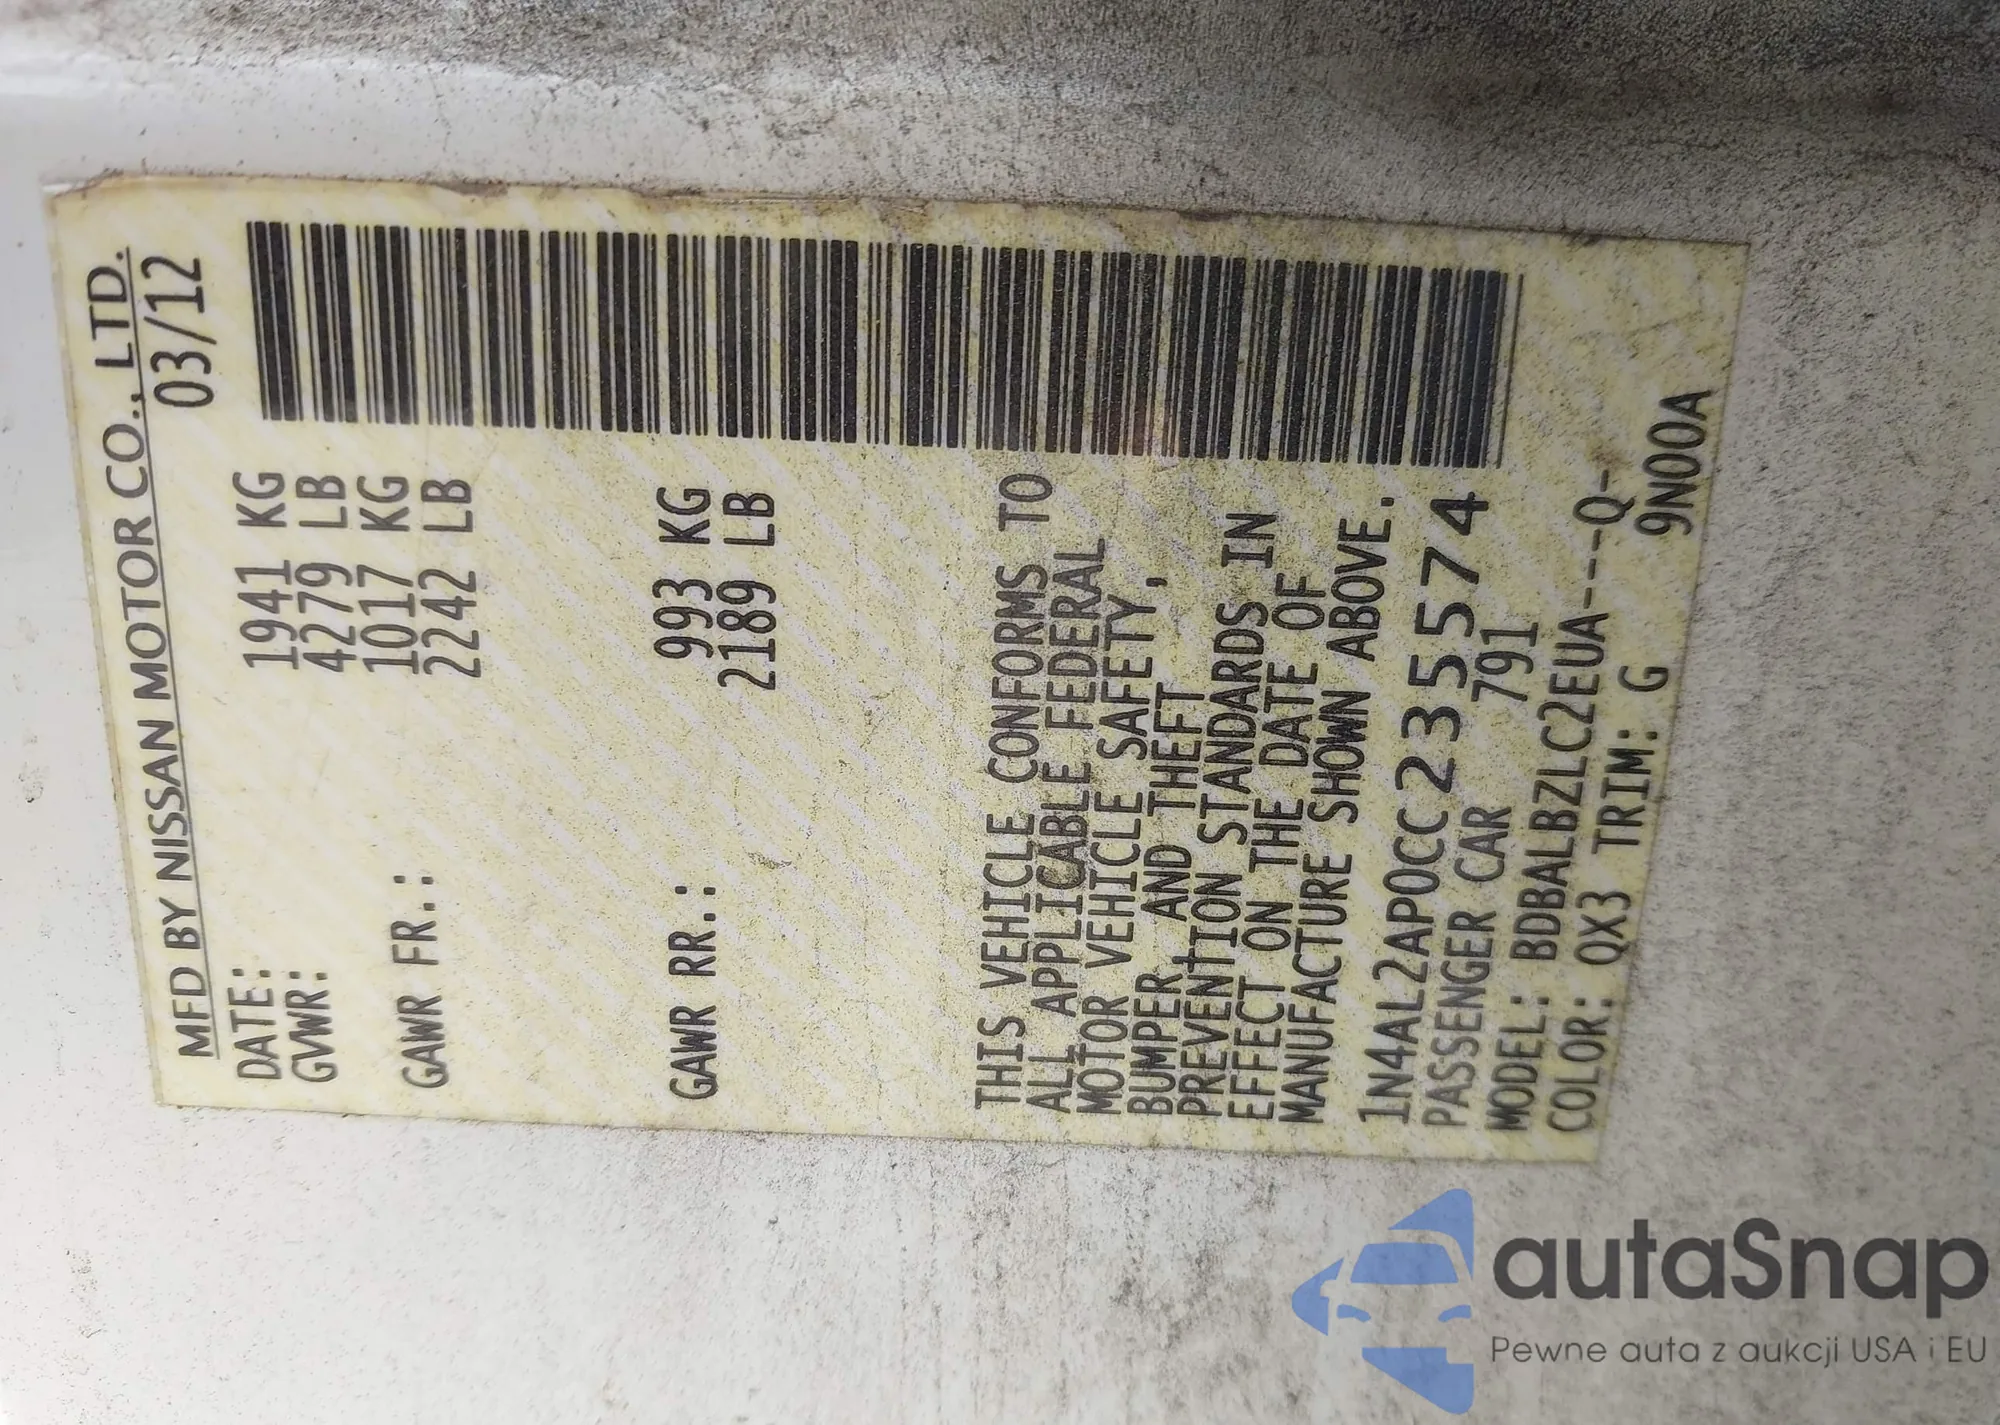 MFD BY NISSAN MOTOR CO., LTD.
DATE: 03/12
GVWR: 1941 KG
4279 LB
GAWR FR.: 1017 KG
2242 LB
GAWR RR.: 993 KG
2189 LB
THIS VEHICLE CONFORMS TO
ALL APPLICABLE FEDERAL
MOTOR VEHICLE SAFETY,
BUMPER AND THEFT
PREVENTION STANDARDS IN
EFFECT ON THE DATE OF
MANUFACTURE SHOWN ABOVE.
1N4AL2AP0CC235574
PASSENGER CAR 791
MODEL: BDBALBZLC2EUA----Q-
COLOR: QX3 TRIM: G 9N00A
autaSnap
Pewne auta z aukcji USA i EU